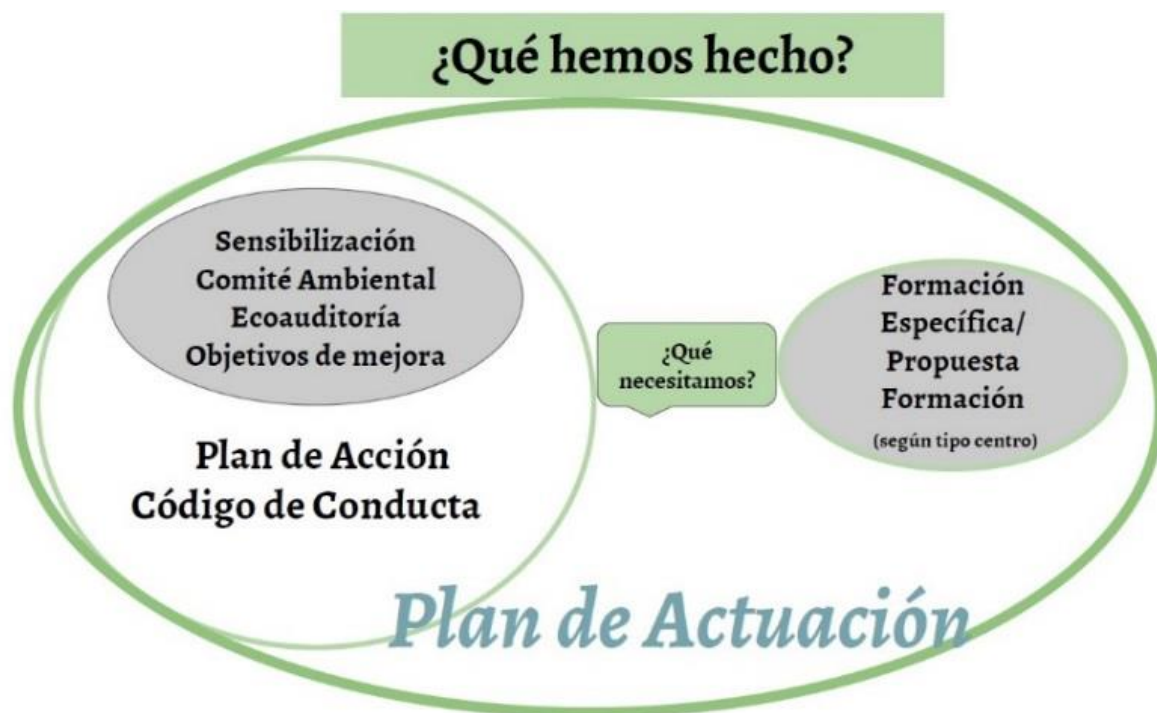 ¿Qué hemos hecho?
Sensibilización
Comité Ambiental
Ecoauditoría
Objetivos de mejora
Plan de Acción
Código de Conducta
¿Qué
necesitamos?
Formación
Específica/
Propuesta
Formación
(según tipo centro)
Plan de Actuación